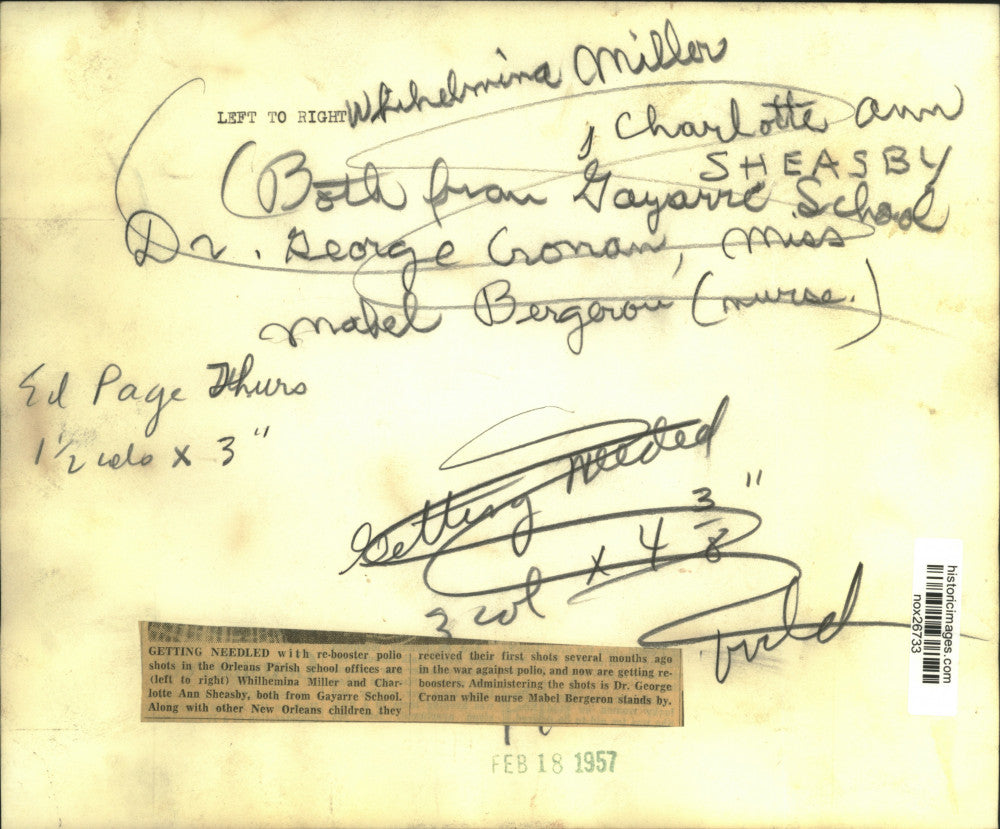 LEFT TO RIGHT Whilhelmina Miller
, Charlotte Ann
SHEASBY
(Both from Gayarré School
Dr. George Cronan, Miss
Mabel Bergeron (nurse.)
Ed Page Thurs
1 1/2 cols x 3"
Getting Needled
3 col x 4 3/8"
GETTING NEEDLED with re-booster polio
shots in the Orleans Parish school offices are
(left to right) Whilhemina Miller and Char-
lotte Ann Sheasby, both from Gayarre School.
Along with other New Orleans children they
received their first shots several months ago
in the war against polio, and now are getting re-
boosters. Administering the shots is Dr. George
Cronan while nurse Mabel Bergeron stands by.
FEB 18 1957
historicimages.com
nox26733